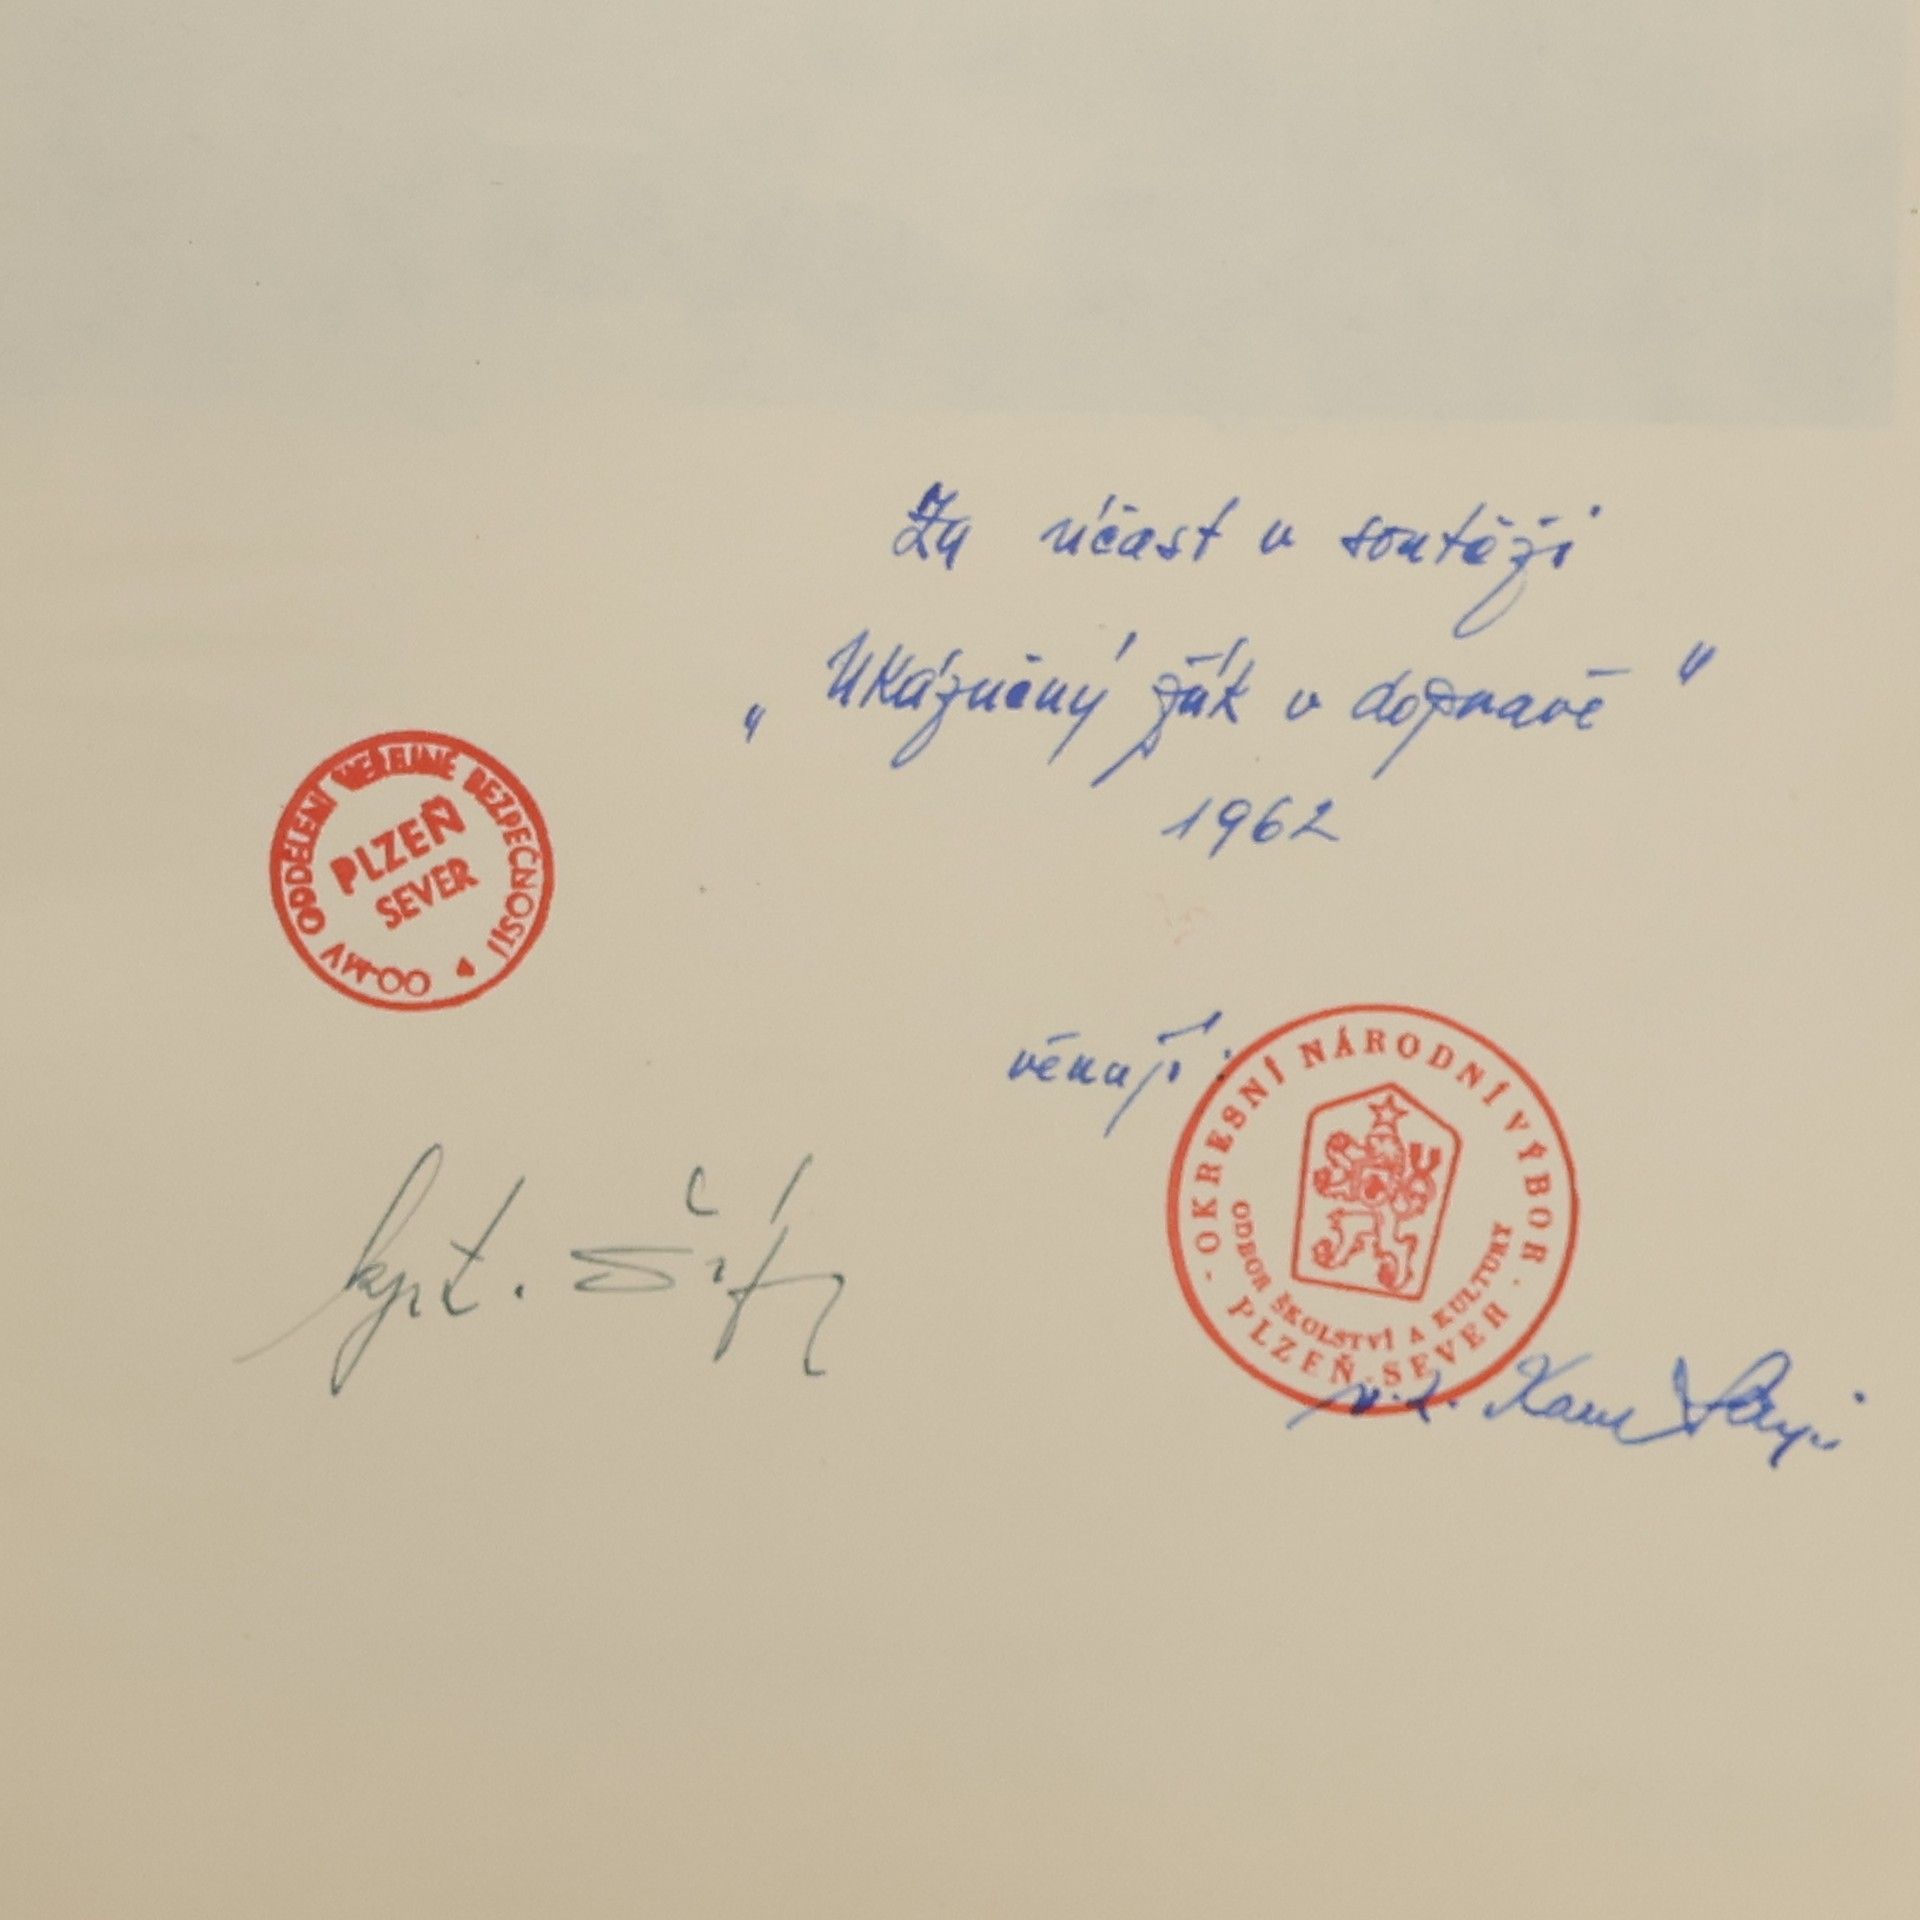 Za účast v soutěži
„Ukázněný žák v dopravě"
1962
OO-MV ODDĚLENÍ VEŘEJNÉ BEZPEČNOSTI
PLZEŇ
SEVER
věnují:
OKRESNÍ NÁRODNÍ VÝBOR
ODBOR ŠKOLSTVÍ A KULTURY
PLZEŇ-SEVER
kpt.